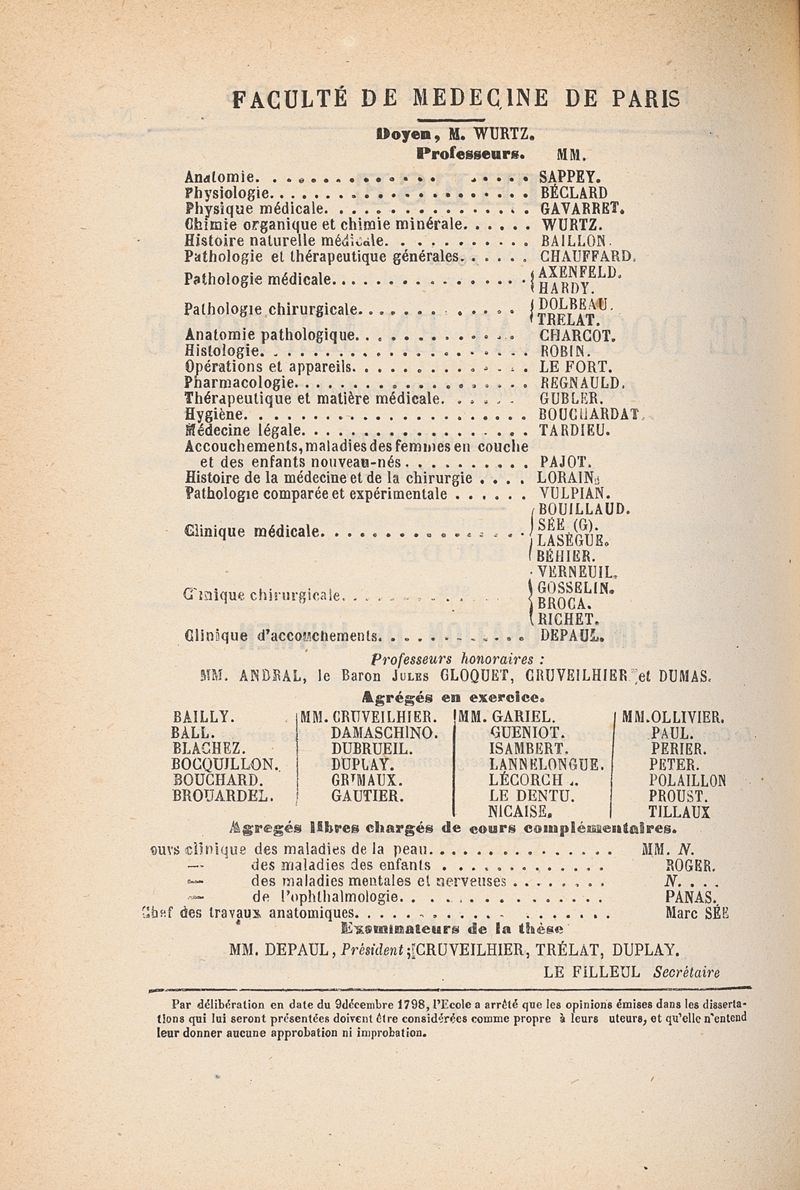 FACULTÉ DE MEDECINE DE PARIS
Doyen, M. WURTZ.
Professeurs. MM.
Anatomie. . . . . . . . . . . . . . . . . . . SAPPEY.
Physiologie. . . . . . . . . . . . . . . . . . . . BÉCLARD
Physique médicale. . . . . . . . . . . . . . . . GAVARRET.
Chimie organique et chimie minérale. . . . . . WURTZ.
Histoire naturelle médicale. . . . . . . . . . . BAILLON.
Pathologie et thérapeutique générales. . . . . . CHAUFFARD.
Pathologie médicale. . . . . . . . . . . . . . . . { AXENFELD.
HARDY.
Pathologie chirurgicale. . . . . . . . . . . . . { DOLBEAU.
TRELAT.
Anatomie pathologique. . . . . . . . . . . . CHARCOT.
Histologie. . . . . . . . . . . . . . . . . . . . ROBIN.
Opérations et appareils. . . . . . . . . . . . . LE FORT.
Pharmacologie. . . . . . . . . . . . . . . . . . REGNAULD.
Thérapeutique et matière médicale. . . . . . GUBLER.
Hygiène. . . . . . . . . . . . . . . . . . . . . BOUCHARDAT.
Médecine légale. . . . . . . . . . . . . . . . . TARDIEU.
Accouchements, maladies des femmes en couche
et des enfants nouveau-nés. . . . . . . . . . PAJOT.
Histoire de la médecine et de la chirurgie . . . . LORAIN.
Pathologie comparée et expérimentale . . . . . . VULPIAN.
BOUILLAUD.
Clinique médicale. . . . . . . . . . . . . . . . { SÉE (G).
LASÈGUE.
BÉHIER.
VERNEUIL.
Clinique chirurgicale. . . . . . . . . . . . { GOSSELIN.
BROCA.
RICHET.
Clinique d'accouchements. . . . . . . . . . . . DEPAUL.
Professeurs honoraires :
MM. ANDRAL, le Baron JULES CLOQUET, CRUVEILHIER et DUMAS.
Agrégés en exercice.
BAILLY. MM. CRUVEILHIER. MM. GARIEL. MM. OLLIVIER.
BALL. DAMASCHINO. GUENIOT. PAUL.
BLACHEZ. DUBRUEIL. ISAMBERT. PERIER.
BOCQUILLON. DUPLAY. LANNELONGUE. PETER.
BOUCHARD. GRIMAUX. LÉCORCH . POLAILLON
BROUARDEL. GAUTIER. LE DENTU. PROUST.
NICAISE. TILLAUX
Agregés libres chargés de cours complémentaires.
ours clinique des maladies de la peau. . . . . . . . . . . . . . . MM. N.
— des maladies des enfants . . . . . . . . . . . . . ROGER.
— des maladies mentales et nerveuses . . . . . . . . N. . . .
— de l'ophthalmologie. . . . . . . . . . . . . . . . PANAS.
Chef des travaux anatomiques. . . . . . . . . . . . . . . . . . . Marc SÉE
Examinateurs de la thèse
MM. DEPAUL, Président; CRUVEILHIER, TRÉLAT, DUPLAY.
LE FILLEUL Secrétaire
Par délibération en date du 9 décembre 1798, l'Ecole a arrêté que les opinions émises dans les disserta-
tions qui lui seront présentées doivent être considérées comme propre à leurs uteurs, et qu'elle n'entend
leur donner aucune approbation ni improbation.